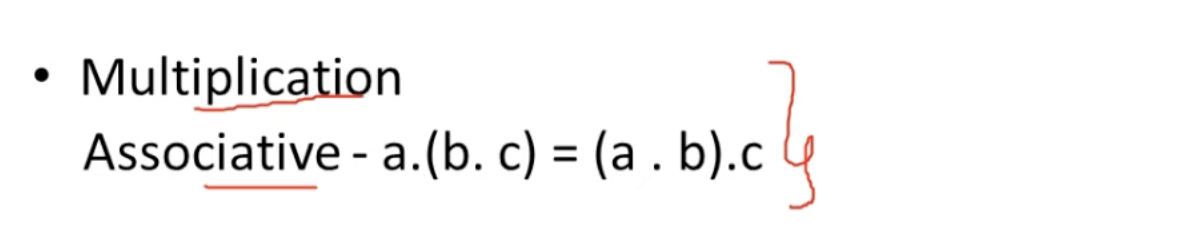 • Multiplication
Associative - a.(b. c) = (a . b).c